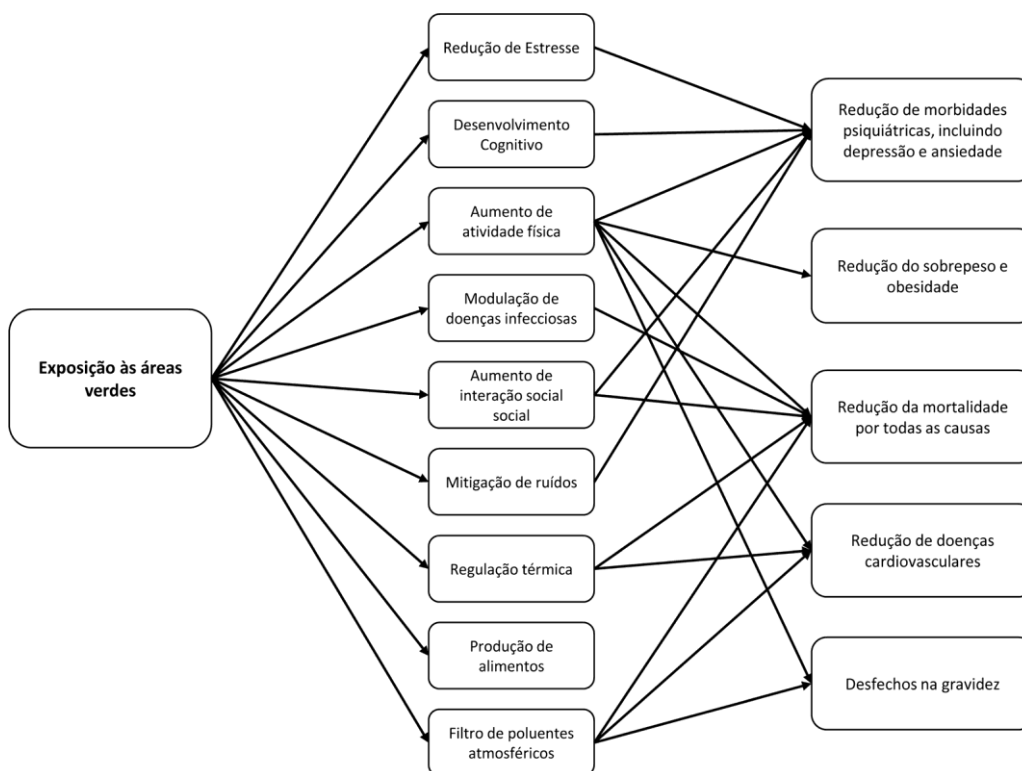 Exposição às áreas
verdes
Redução de Estresse
Desenvolvimento
Cognitivo
Aumento de
atividade física
Modulação de
doenças infecciosas
Aumento de
interação social
social
Mitigação de ruídos
Regulação térmica
Produção de
alimentos
Filtro de poluentes
atmosféricos
Redução de morbidades
psiquiátricas, incluindo
depressão e ansiedade
Redução do sobrepeso e
obesidade
Redução da mortalidade
por todas as causas
Redução de doenças
cardiovasculares
Desfechos na gravidez